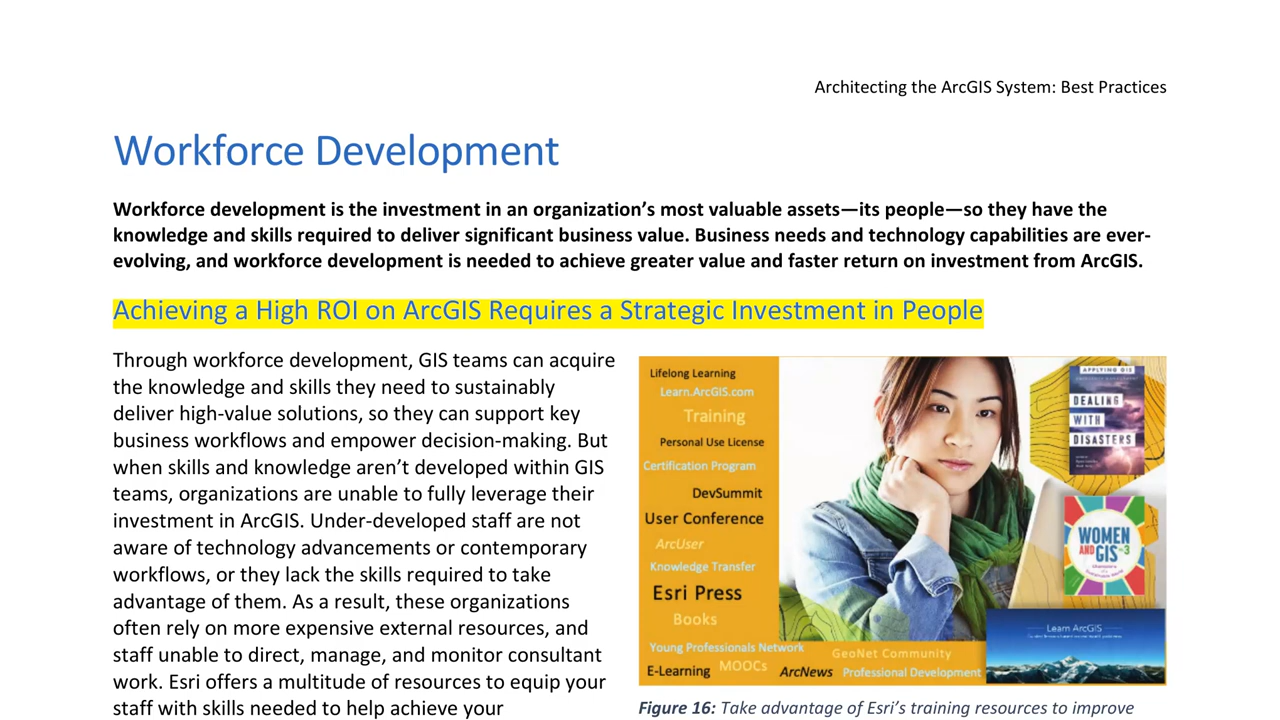 Architecting the ArcGIS System: Best Practices
Workforce Development
Workforce development is the investment in an organization's most valuable assets—its people—so they have the
knowledge and skills required to deliver significant business value. Business needs and technology capabilities are ever-
evolving, and workforce development is needed to achieve greater value and faster return on investment from ArcGIS.
Achieving a High ROI on ArcGIS Requires a Strategic Investment in People
Through workforce development, GIS teams can acquire
the knowledge and skills they need to sustainably
deliver high-value solutions, so they can support key
business workflows and empower decision-making. But
when skills and knowledge aren't developed within GIS
teams, organizations are unable to fully leverage their
investment in ArcGIS. Under-developed staff are not
aware of technology advancements or contemporary
workflows, or they lack the skills required to take
advantage of them. As a result, these organizations
often rely on more expensive external resources, and
staff unable to direct, manage, and monitor consultant
work. Esri offers a multitude of resources to equip your
staff with skills needed to help achieve your
Lifelong Learning
Learn.ArcGIS.com
Training
Personal Use License
Certification Program
DevSummit
User Conference
ArcUser
Knowledge Transfer
Esri Press
Books
Young Professionals Network
GeoNet Community
E-Learning
MOOCs
ArcNews
Professional Development
APPLYING GIS
DEALING
WITH
DISASTERS
WOMEN
AND GIS
3
Learn ArcGIS
Figure 16: Take advantage of Esri's training resources to improve